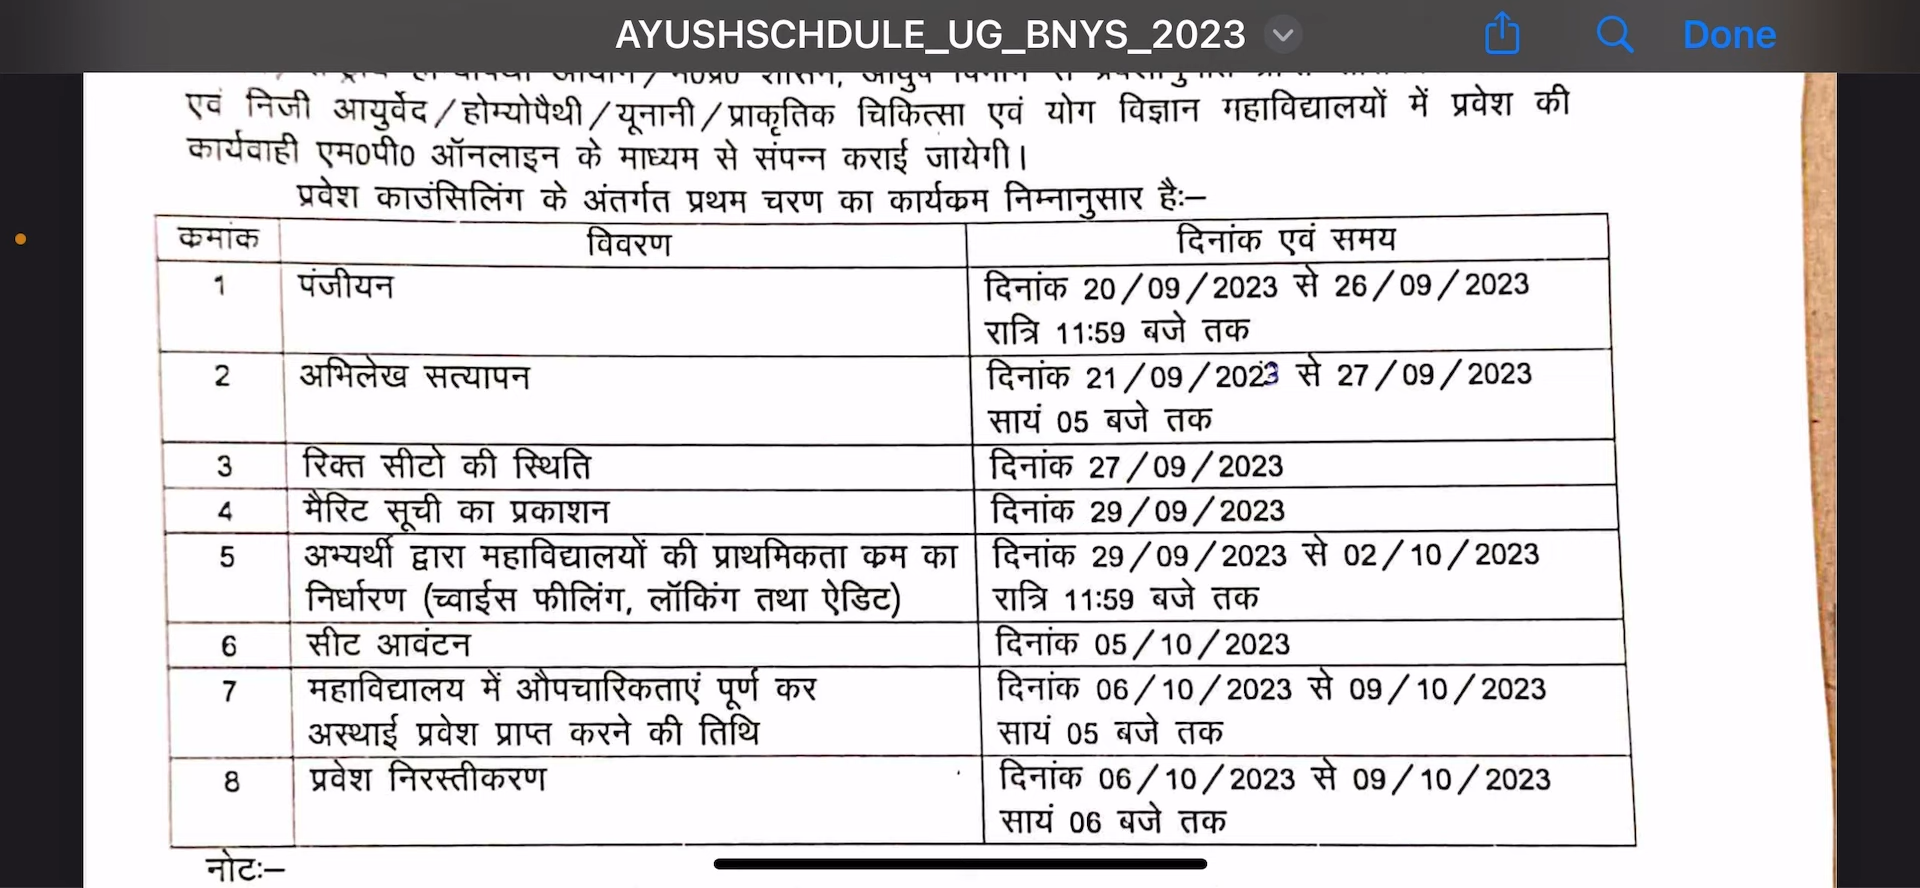 AYUSHSCHDULE_UG_BNYS_2023
Done
एवं निजी आयुर्वेद/होम्योपैथी/यूनानी/प्राकृतिक चिकित्सा एवं योग विज्ञान महाविद्यालयों में प्रवेश की
कार्यवाही एम0पी0 ऑनलाइन के माध्यम से संपन्न कराई जायेगी।
प्रवेश काउंसिलिंग के अंतर्गत प्रथम चरण का कार्यकम निम्नानुसार हैः–
कमांक विवरण दिनांक एवं समय
1 पंजीयन दिनांक 20/09/2023 से 26/09/2023
रात्रि 11:59 बजे तक
2 अभिलेख सत्यापन दिनांक 21/09/2023 से 27/09/2023
सायं 05 बजे तक
3 रिक्त सीटो की स्थिति दिनांक 27/09/2023
4 मैरिट सूची का प्रकाशन दिनांक 29/09/2023
5 अभ्यर्थी द्वारा महाविद्यालयों की प्राथमिकता कम का दिनांक 29/09/2023 से 02/10/2023
निर्धारण (च्वाईस फीलिंग, लॉकिंग तथा ऐडिट) रात्रि 11:59 बजे तक
6 सीट आवंटन दिनांक 05/10/2023
7 महाविद्यालय में औपचारिकताएं पूर्ण कर दिनांक 06/10/2023 से 09/10/2023
अस्थाई प्रवेश प्राप्त करने की तिथि सायं 05 बजे तक
8 प्रवेश निरस्तीकरण दिनांक 06/10/2023 से 09/10/2023
सायं 06 बजे तक
नोटः–